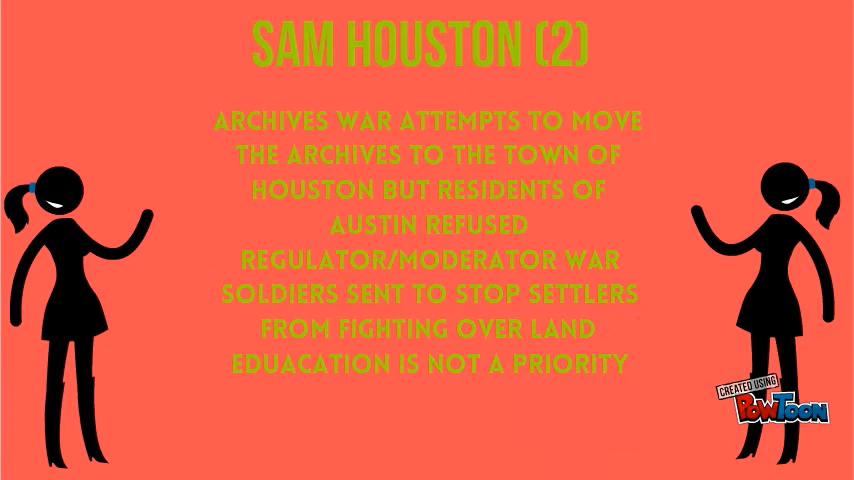 SAM HOUSTON (2)
ARCHIVES WAR ATTEMPTS TO MOVE
THE ARCHIVES TO THE TOWN OF
HOUSTON BUT RESIDENTS OF
AUSTIN REFUSED
REGULATOR/MODERATOR WAR
SOLDIERS SENT TO STOP SETTLERS
FROM FIGHTING OVER LAND
EDUACATION IS NOT A PRIORITY
CREATED USING
POWTOON